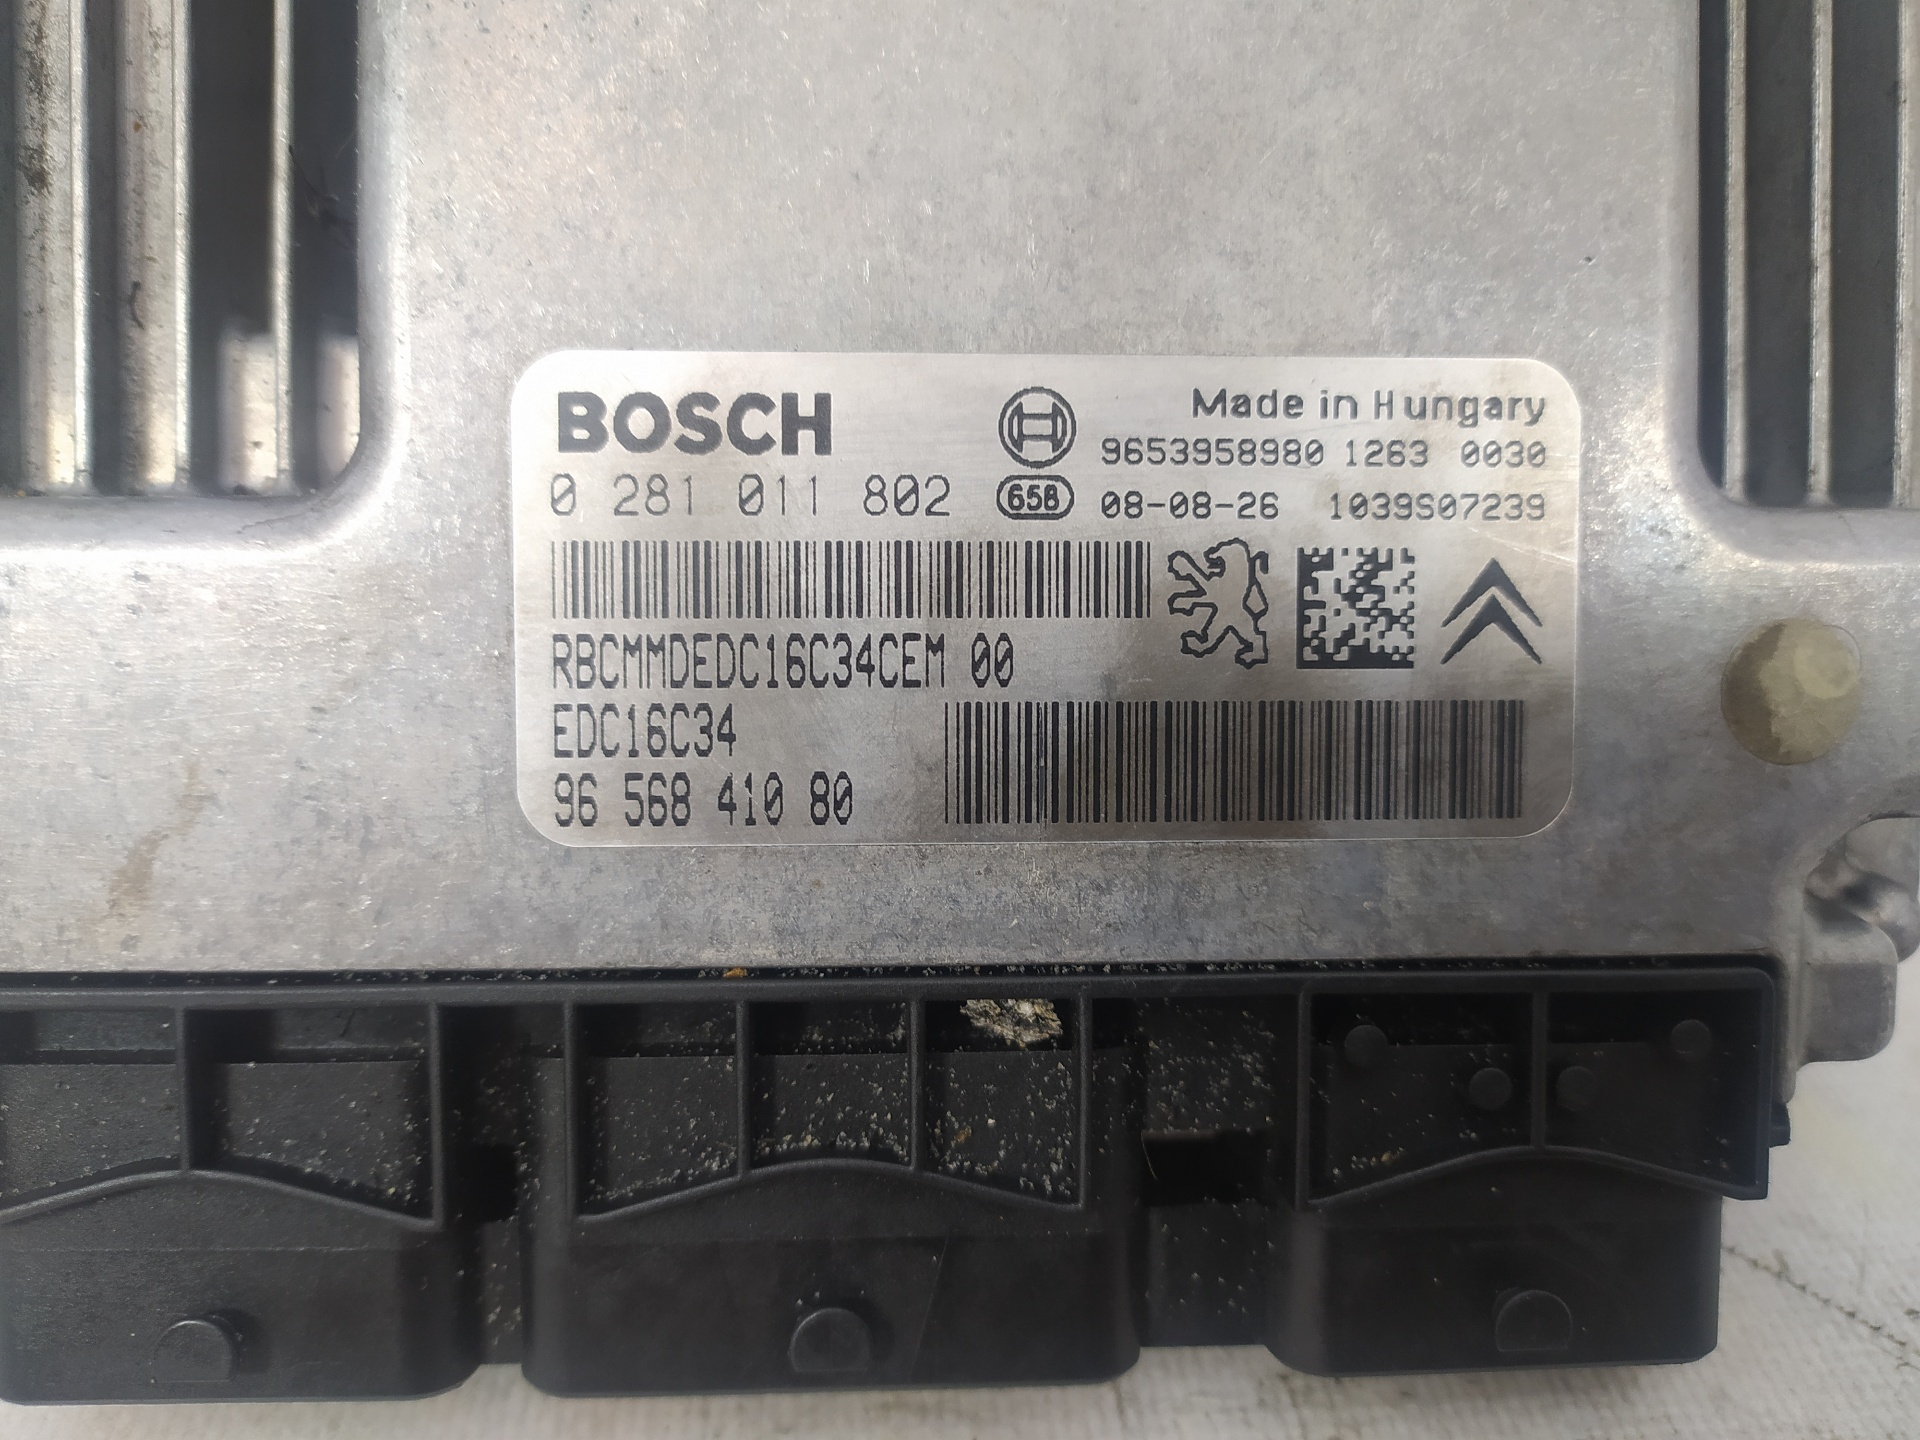 BOSCH
Made in Hungary
9653958980 1263 0030
0 281 011 802
658
08-08-26 1039S07239
RBCMMDEDC16C34CEM 00
EDC16C34
96 568 410 80